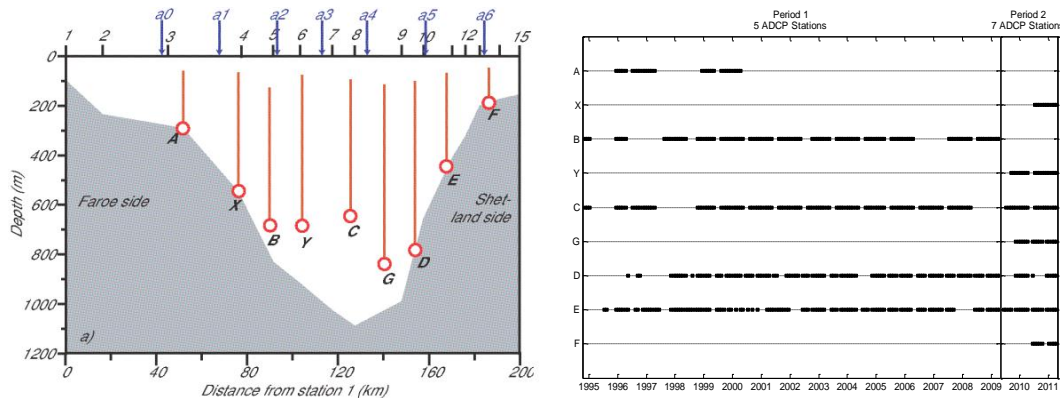 a0 a1 a2 a3 a4 a5 a6
1 2 3 4 5 6 7 8 9 10 11 12 13 14 15
0
200
400
600
800
1000
1200
Depth (m)
A
X
B
Y
C
G
D
E
F
Faroe side
Shet-
land side
a)
0 40 80 120 160 200
Distance from station 1 (km)
Period 1
5 ADCP Stations
Period 2
7 ADCP Stations
A
X
B
Y
C
G
D
E
F
1995 1996 1997 1998 1999 2000 2001 2002 2003 2004 2005 2006 2007 2008 2009 2010 2011